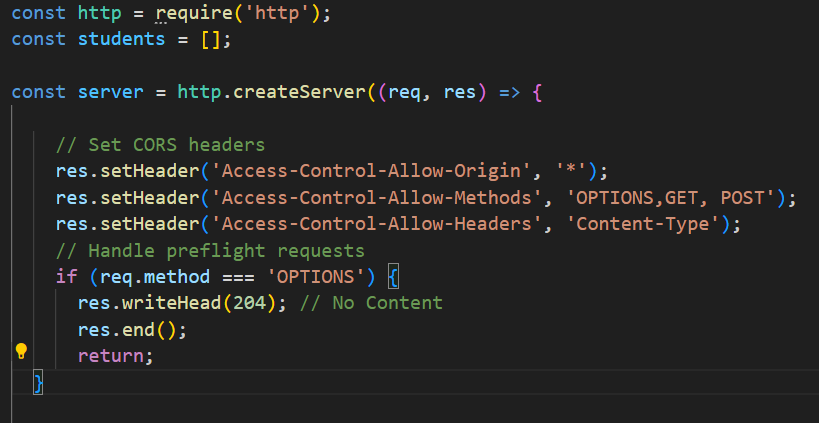 const http = require('http');
const students = [];
const server = http.createServer((req, res) => {
// Set CORS headers
res.setHeader('Access-Control-Allow-Origin', '*');
res.setHeader('Access-Control-Allow-Methods', 'OPTIONS,GET, POST');
res.setHeader('Access-Control-Allow-Headers', 'Content-Type');
// Handle preflight requests
if (req.method === 'OPTIONS') {
res.writeHead(204); // No Content
res.end();
return;
}